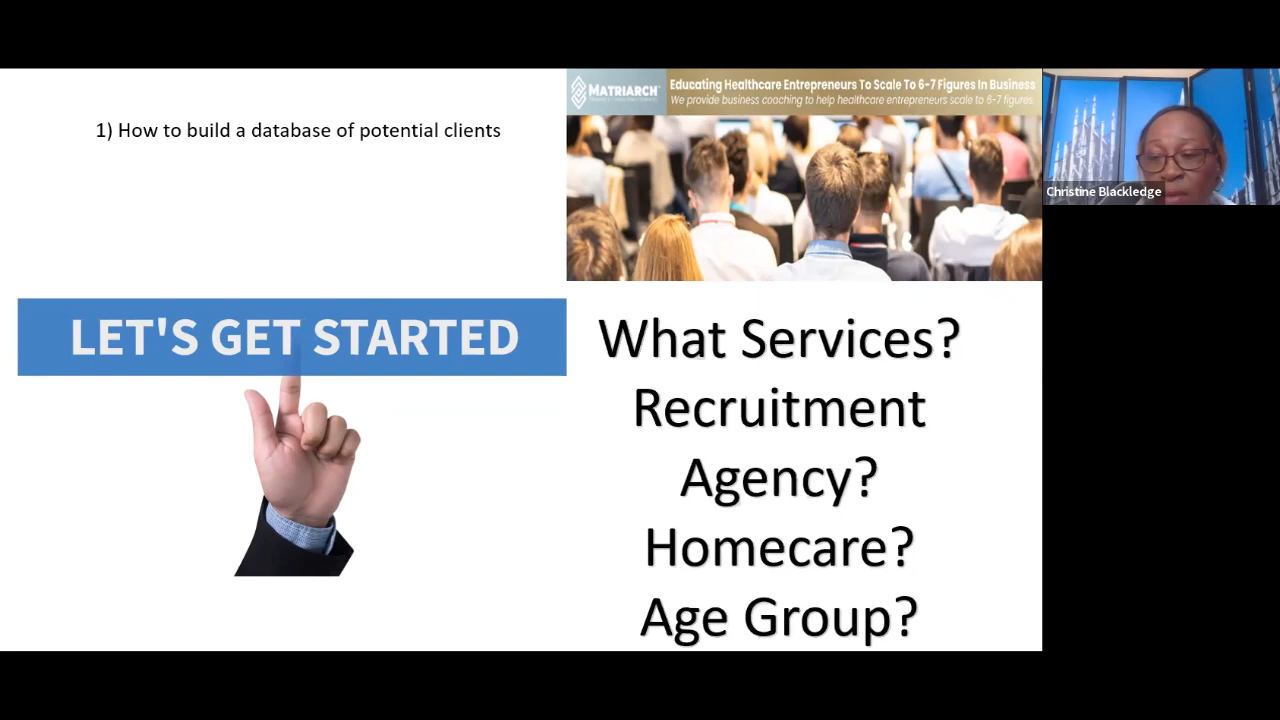 1) How to build a database of potential clients
LET'S GET STARTED
MATRIARCH
Educating Healthcare Entrepreneurs To Scale To 6-7 Figures In Business
We provide business coaching to help healthcare entrepreneurs scale to 6-7 figures.
What Services?
Recruitment
Agency?
Homecare?
Age Group?
Christine Blackledge